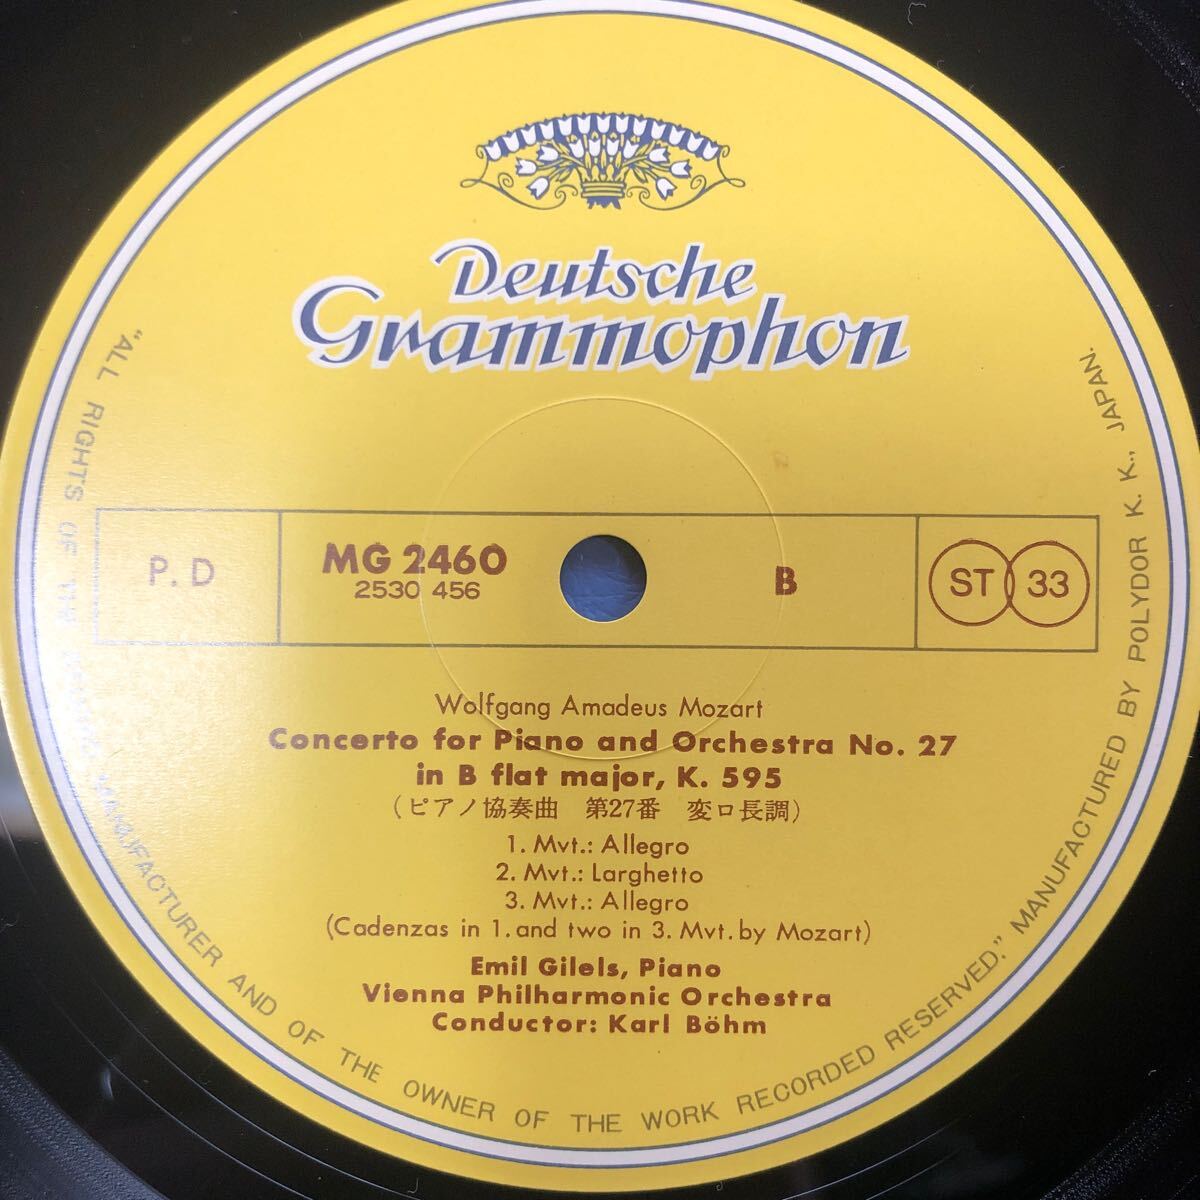 Deutsche
Grammophon
P.D
MG 2460
2530 456
B
ST 33
Wolfgang Amadeus Mozart
Concerto for Piano and Orchestra No. 27
in B flat major, K. 595
(ピアノ協奏曲 第27番 変ロ長調)
1. Mvt.: Allegro
2. Mvt.: Larghetto
3. Mvt.: Allegro
(Cadenzas in 1. and two in 3. Mvt. by Mozart)
Emil Gilels, Piano
Vienna Philharmonic Orchestra
Conductor: Karl Böhm
"ALL RIGHTS OF THE MANUFACTURER AND OF THE OWNER OF THE WORK RECORDED RESERVED." MANUFACTURED BY POLYDOR K. K., JAPAN.